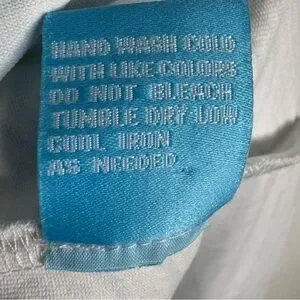 HAND WASH COLD
WITH LIKE COLORS
DO NOT BLEACH
TUMBLE DRY LOW
COOL IRON
AS NEEDED